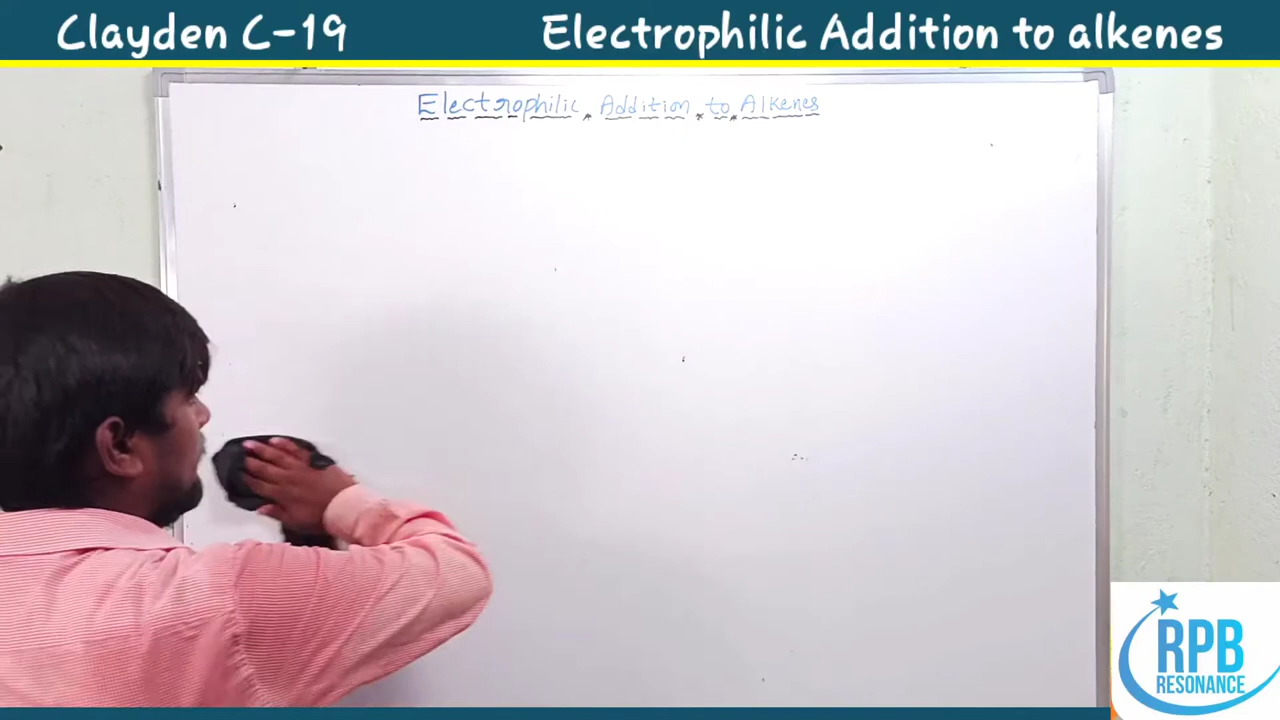 Clayden C-19 Electrophilic Addition to alkenes
Electrophilic Addition to Alkenes
RPB
RESONANCE